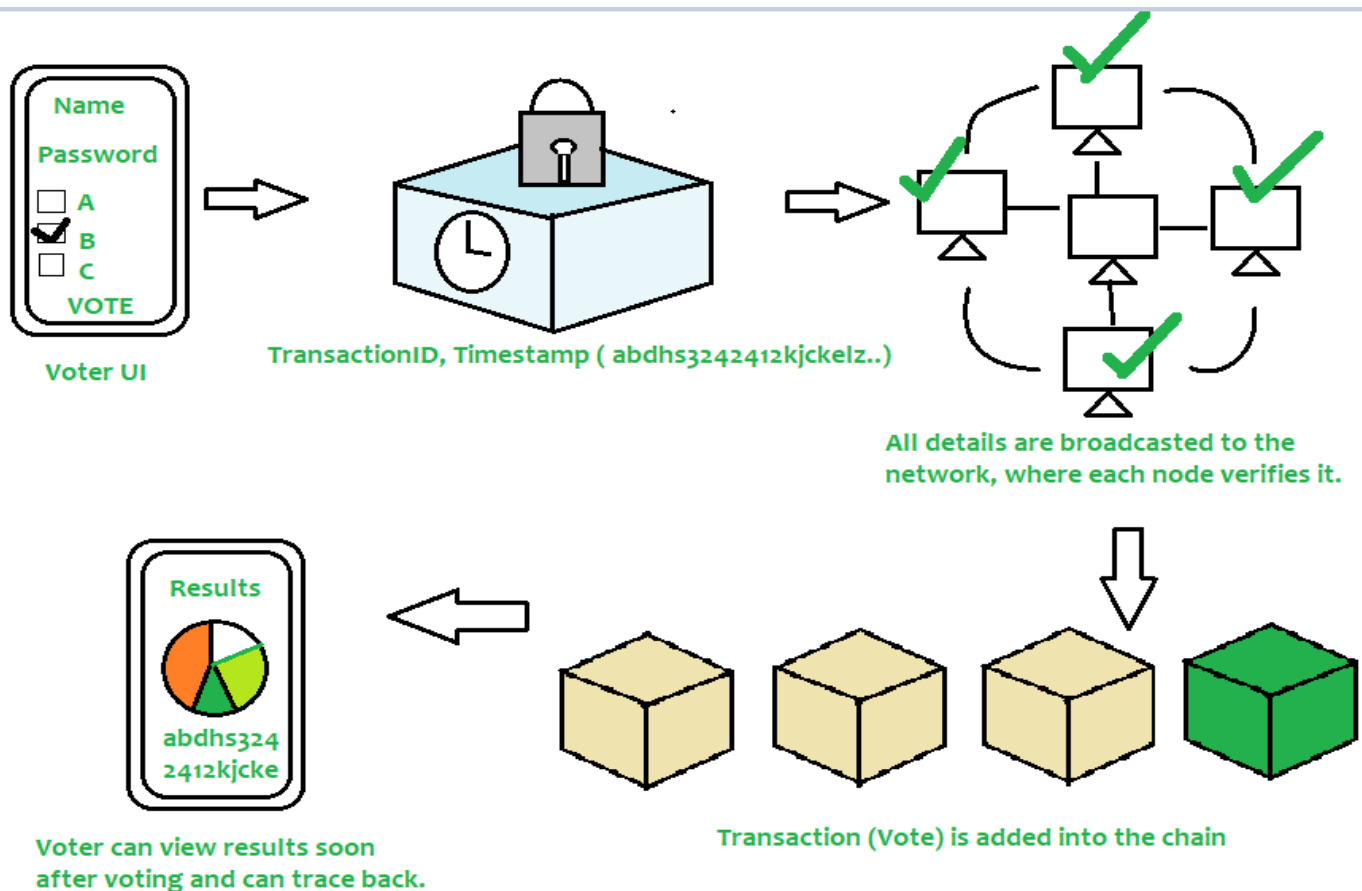 Name
Password
A
B
C
VOTE
Voter UI
TransactionID, Timestamp ( abdhs3242412kjckelz..)
All details are broadcasted to the
network, where each node verifies it.
Results
abdhs324
2412kjcke
Voter can view results soon
after voting and can trace back.
Transaction (Vote) is added into the chain